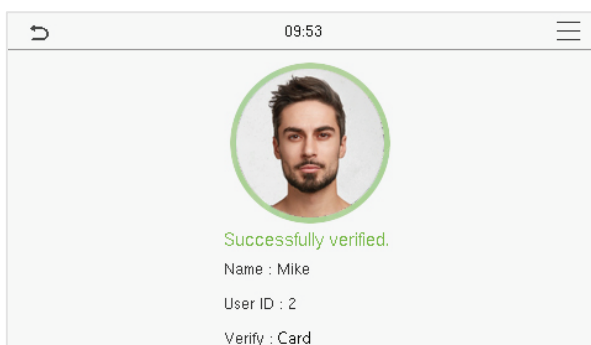 09:53
Successfully verified.
Name : Mike
User ID : 2
Verify : Card